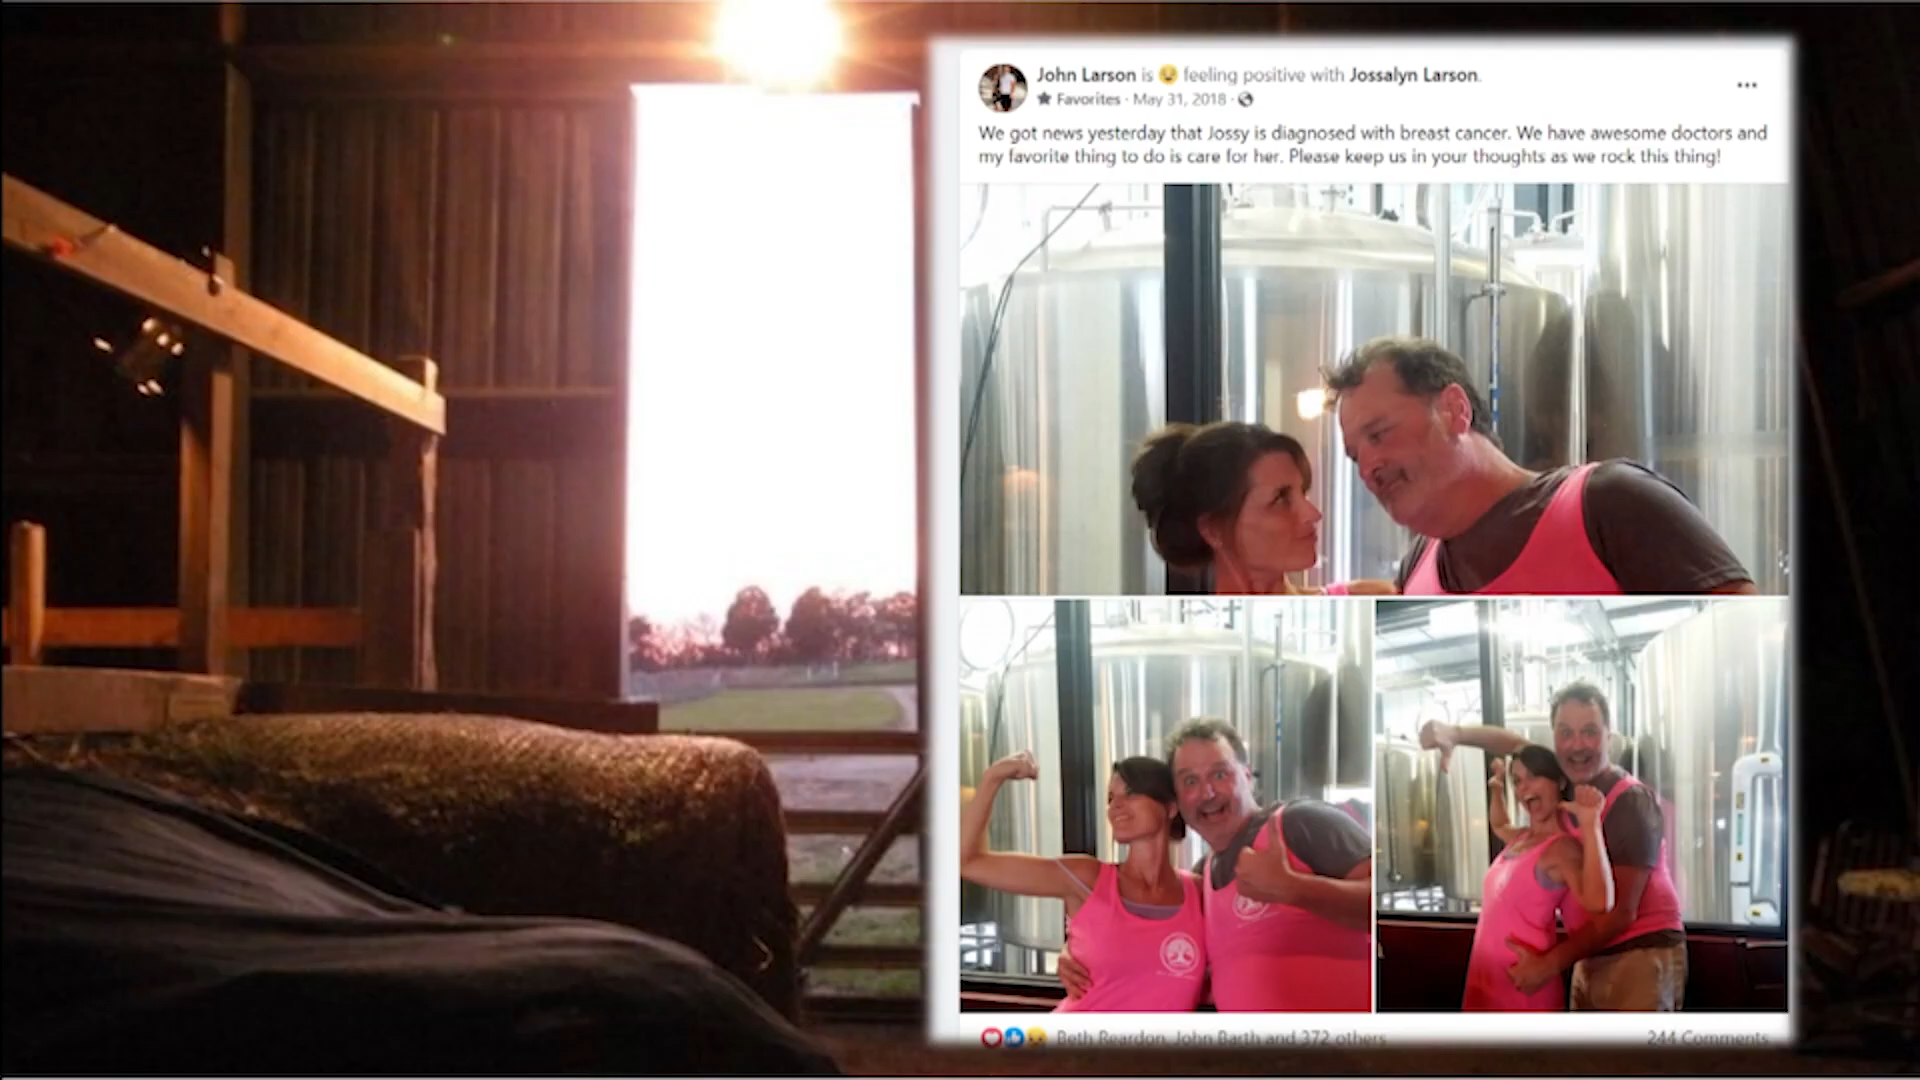 John Larson is feeling positive with Jossalyn Larson.
Favorites · May 31, 2018 ·
We got news yesterday that Jossy is diagnosed with breast cancer. We have awesome doctors and
my favorite thing to do is care for her. Please keep us in your thoughts as we rock this thing!
Beth Reardon, John Barth and 372 others
244 Comments